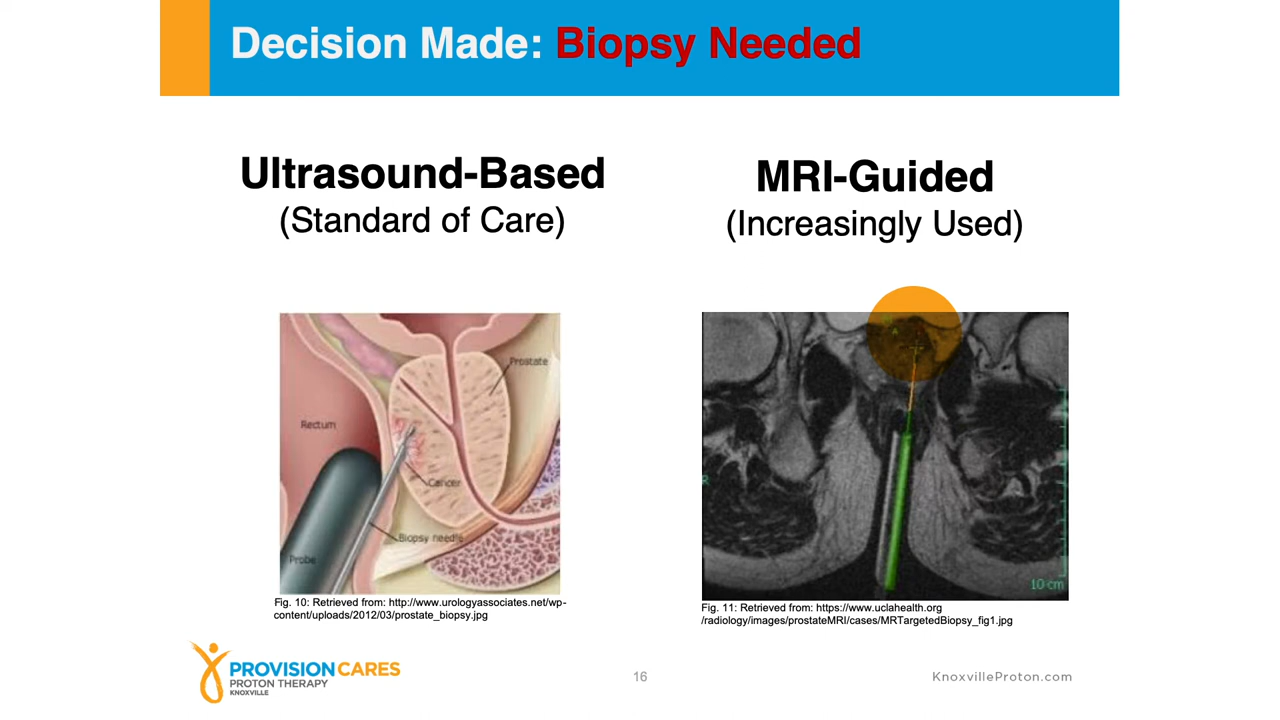 Decision Made: Biopsy Needed
Ultrasound-Based
(Standard of Care)
MRI-Guided
(Increasingly Used)
Prostate
Rectum
Cancer
Biopsy needle
Probe
R
10 cm
Fig. 10: Retrieved from: http://www.urologyassociates.net/wp-
content/uploads/2012/03/prostate_biopsy.jpg
Fig. 11: Retrieved from: https://www.uclahealth.org
/radiology/images/prostateMRI/cases/MRTargetedBiopsy_fig1.jpg
PROVISION CARES
PROTON THERAPY
KNOXVILLE
16
KnoxvilleProton.com